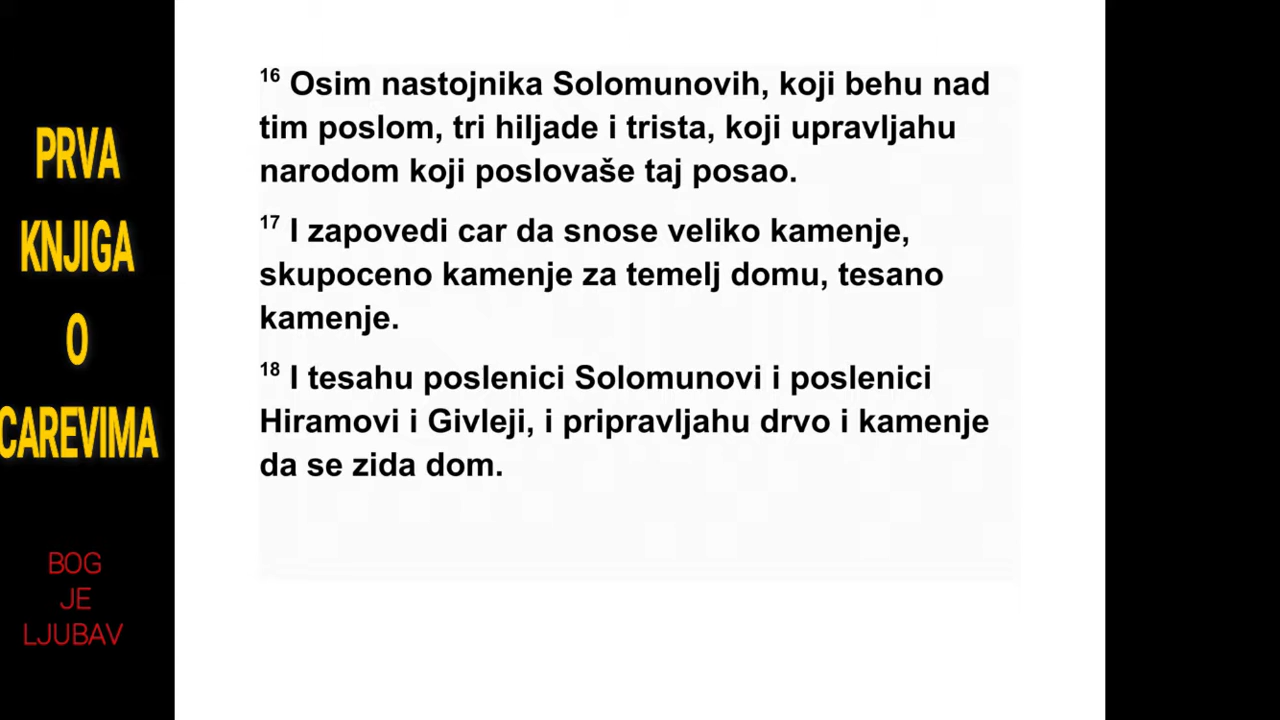 PRVA
KNJIGA
O
CAREVIMA
BOG
JE
LJUBAV
16 Osim nastojnika Solomunovih, koji behu nad
tim poslom, tri hiljade i trista, koji upravljahu
narodom koji poslovaše taj posao.
17 I zapovedi car da snose veliko kamenje,
skupoceno kamenje za temelj domu, tesano
kamenje.
18 I tesahu poslenici Solomunovi i poslenici
Hiramovi i Givleji, i pripravljahu drvo i kamenje
da se zida dom.